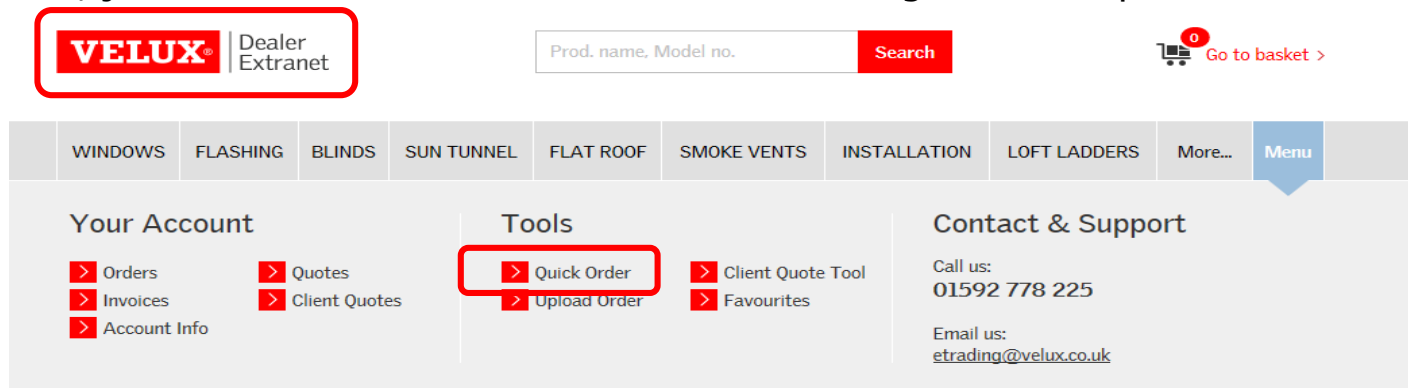 VELUX® Dealer Extranet
Prod. name, Model no.
Search
0
Go to basket >
WINDOWS FLASHING BLINDS SUN TUNNEL FLAT ROOF SMOKE VENTS INSTALLATION LOFT LADDERS More... Menu
Your Account
> Orders
> Quotes
> Invoices
> Client Quotes
> Account Info
Tools
> Quick Order
> Client Quote Tool
> Upload Order
> Favourites
Contact & Support
Call us:
01592 778 225
Email us:
etrading@velux.co.uk